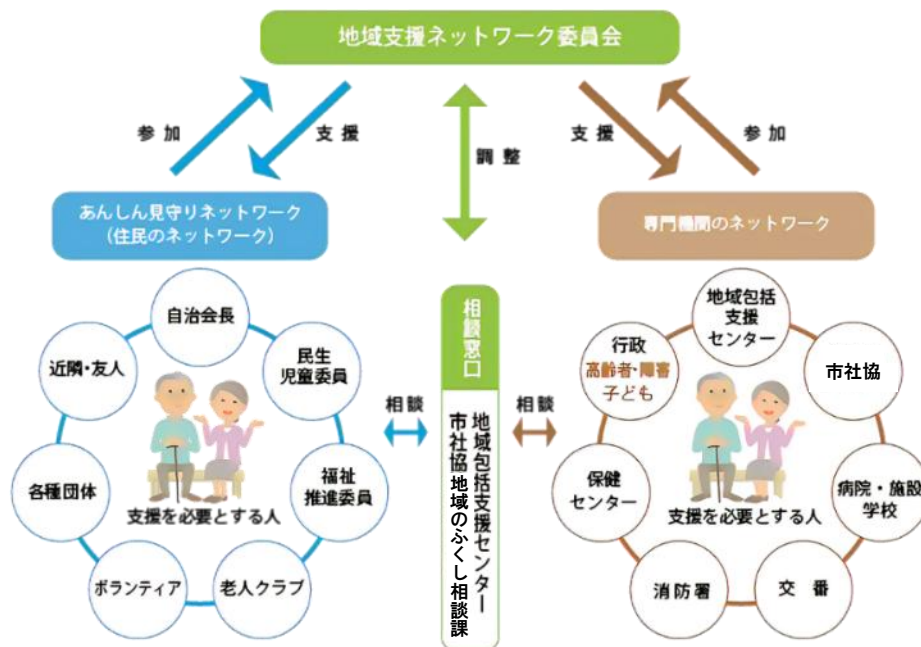 地域支援ネットワーク委員会
参加
支援
調整
支援
参加
あんしん見守りネットワーク
(住民のネットワーク)
専門機関のネットワーク
自治会長
民生
児童委員
福祉
推進委員
老人クラブ
ボランティア
各種団体
近隣・友人
支援を必要とする人
相談
相談窓口
地域包括支援センター
市社協地域のふくし相談課
相談
地域包括
支援
センター
市社協
病院・施設
学校
交番
消防署
保健
センター
行政
高齢者・障害
子ども
支援を必要とする人